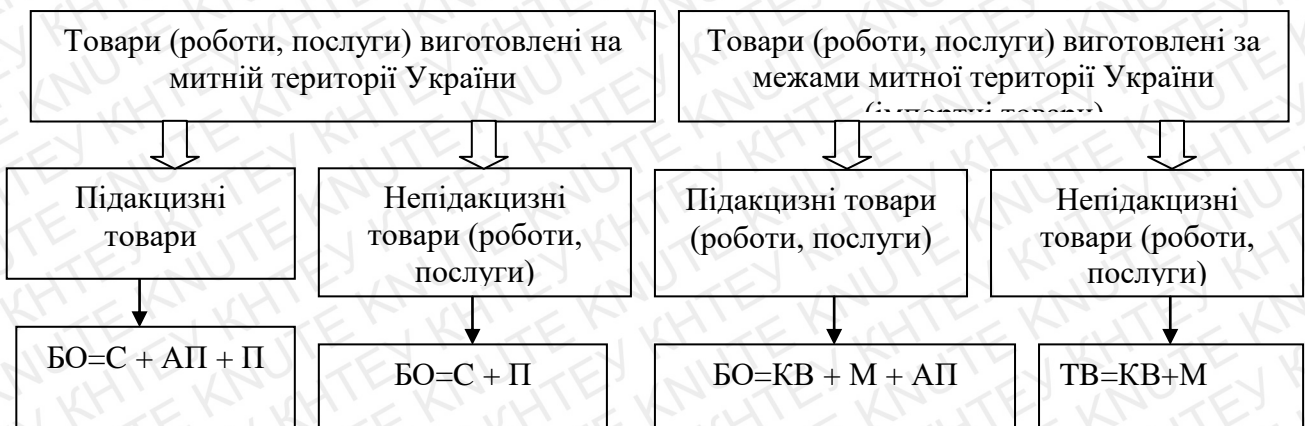 Товари (роботи, послуги) виготовлені на
митній території України
Товари (роботи, послуги) виготовлені за
межами митної території України
(імпортні товари)
Підакцизні
товари
Непідакцизні
товари (роботи,
послуги)
Підакцизні товари
(роботи, послуги)
Непідакцизні
товари (роботи,
послуги)
БО=С + АП + П
БО=С + П
БО=КВ + М + АП
ТВ=КВ+М